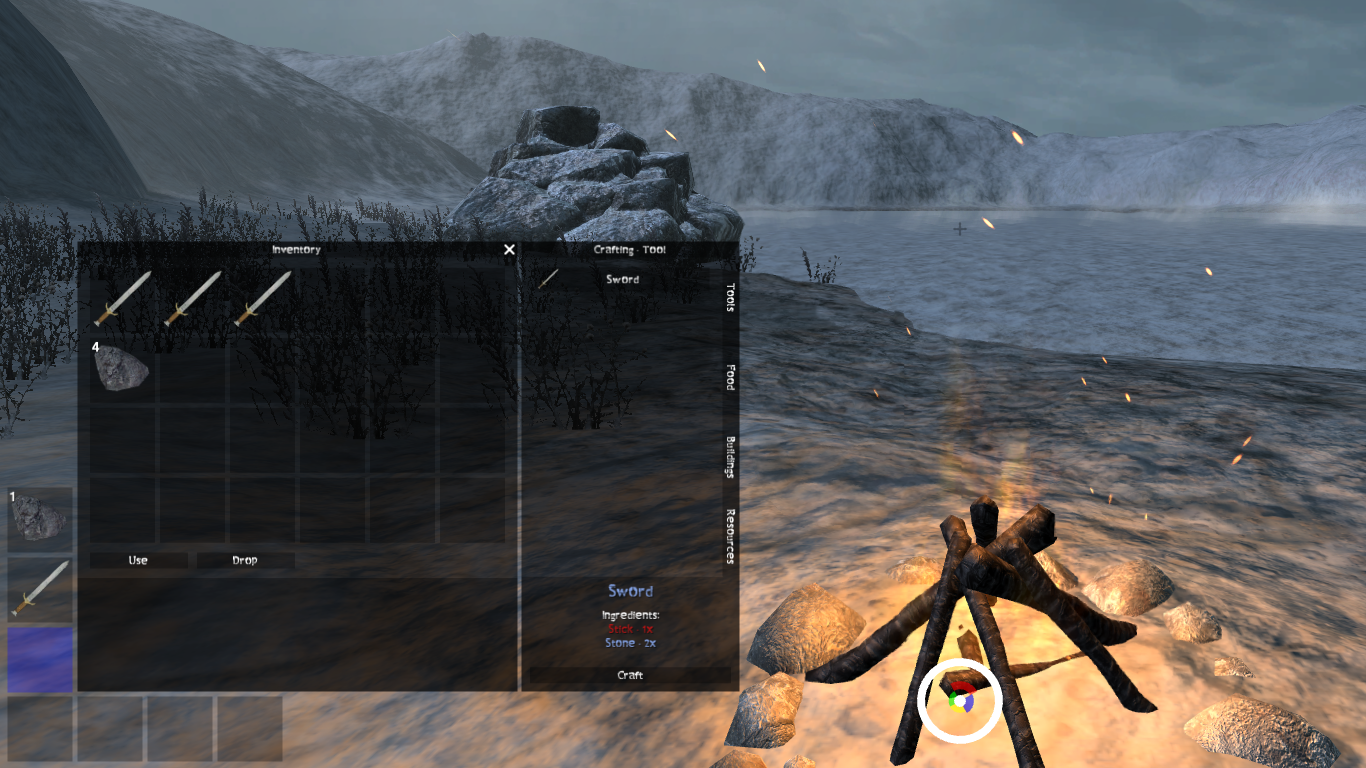 Inventory
X
Crafting - Tool
Sword
Tools
4
Food
Buildings
1
Resources
Use
Drop
Sword
Ingredients:
Stick - 1x
Stone - 2x
Craft